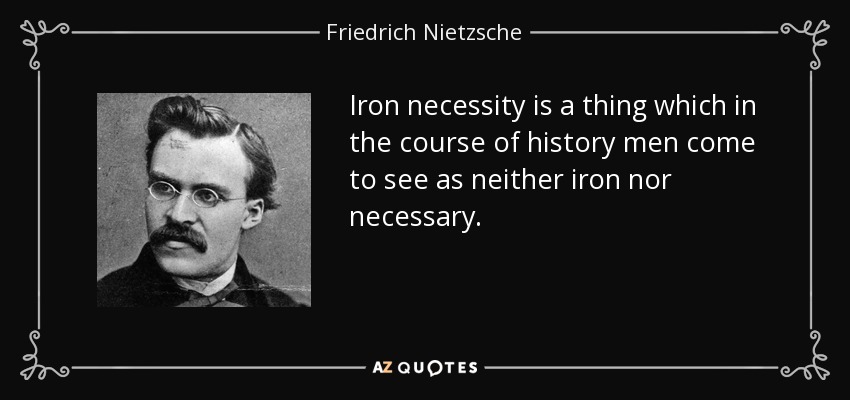 Friedrich Nietzsche
Iron necessity is a thing which in
the course of history men come
to see as neither iron nor
necessary.
AZ QUOTES